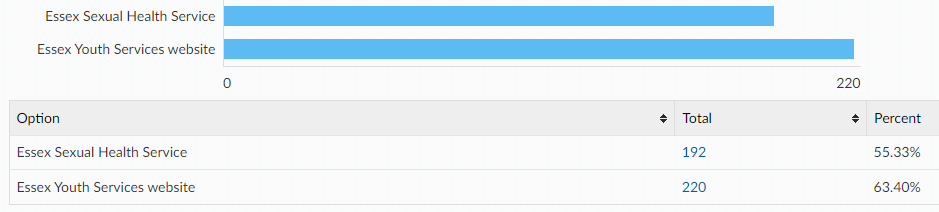 Essex Sexual Health Service
Essex Youth Services website
0 220
Option Total Percent
Essex Sexual Health Service 192 55.33%
Essex Youth Services website 220 63.40%